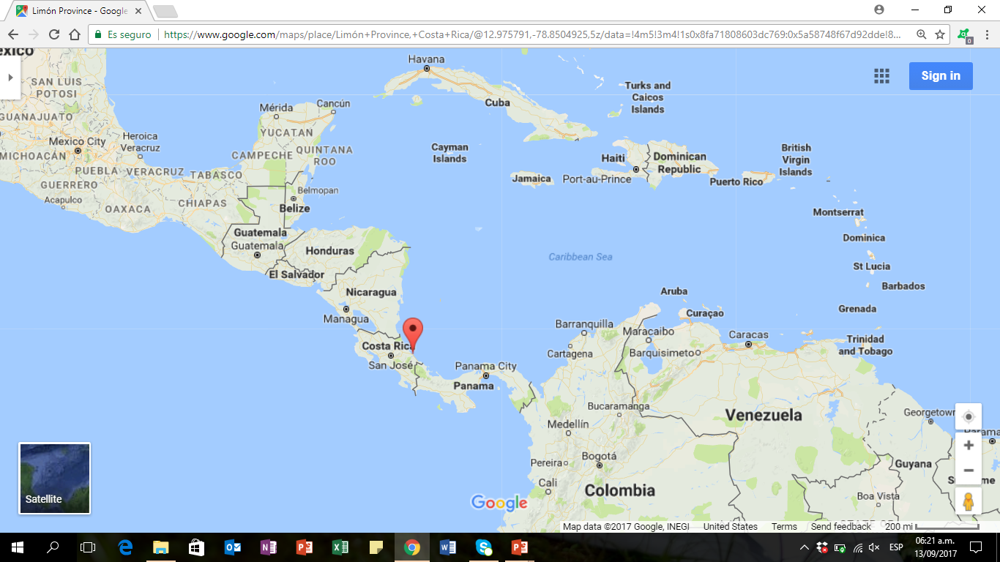 Limón Province - Google
Es seguro
https://www.google.com/maps/place/Limón+Province,+Costa+Rica/@12.975791,-78.8504925,5z/data=!4m5!3m4!1s0x8fa71808603dc769:0x5a58748f67d92dde!8...
0
exico
Sign in
Havana
SAN LUIS
POTOSI
Turks and
Caicos
Islands
Cuba
Mérida
Cancún
GUANAJUATO
YUCATAN
Mexico City
Heroica
Veracruz
MICHOACÁN
CAMPECHE
QUINTANA
ROO
Cayman
Islands
Haiti
Dominican
Republic
British
Virgin
Islands
PUEBLA
VERACRUZ
TABASCO
Jamaica
Port-au-Prince
Puerto Rico
GUERRERO
Acapulco
OAXACA
CHIAPAS
Belmopan
Belize
Montserrat
Guatemala
Guatemala
Honduras
Dominica
Caribbean Sea
St Lucia
El Salvador
Barbados
Nicaragua
Aruba
Managua
Curaçao
Grenada
Barranquilla
Maracaibo
Caracas
Costa Rica
Cartagena
Barquisimeto
Trinidad
and Tobago
San José
Panama City
Panama
Bucaramanga
Venezuela
Georgetown
Medellín
Parama
Bogotá
Pereira
Guyana
Cali
Colombia
Boa Vista
Satellite
Google
Map data ©2017 Google, INEGI United States Terms Send feedback 200 mi
ESP
06:21 a.m.
13/09/2017